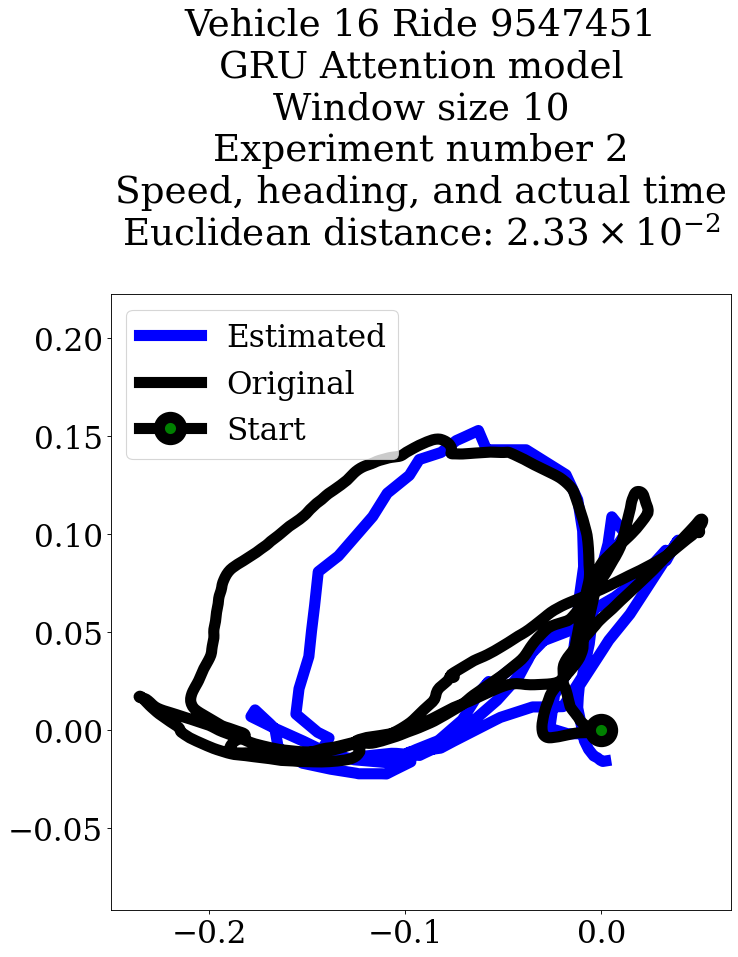 Vehicle 16 Ride 9547451
GRU Attention model
Window size 10
Experiment number 2
Speed, heading, and actual time
Euclidean distance: 2.33 × 10⁻²
Estimated
Original
Start
0.20
0.15
0.10
0.05
0.00
−0.05
−0.2
−0.1
0.0